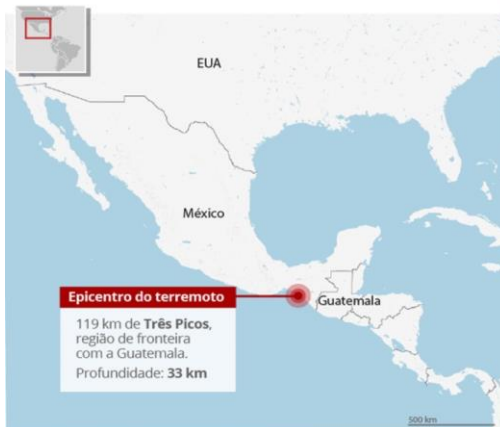 EUA
México
Epicentro do terremoto
Guatemala
119 km de Três Picos,
região de fronteira
com a Guatemala.
Profundidade: 33 km
500 km